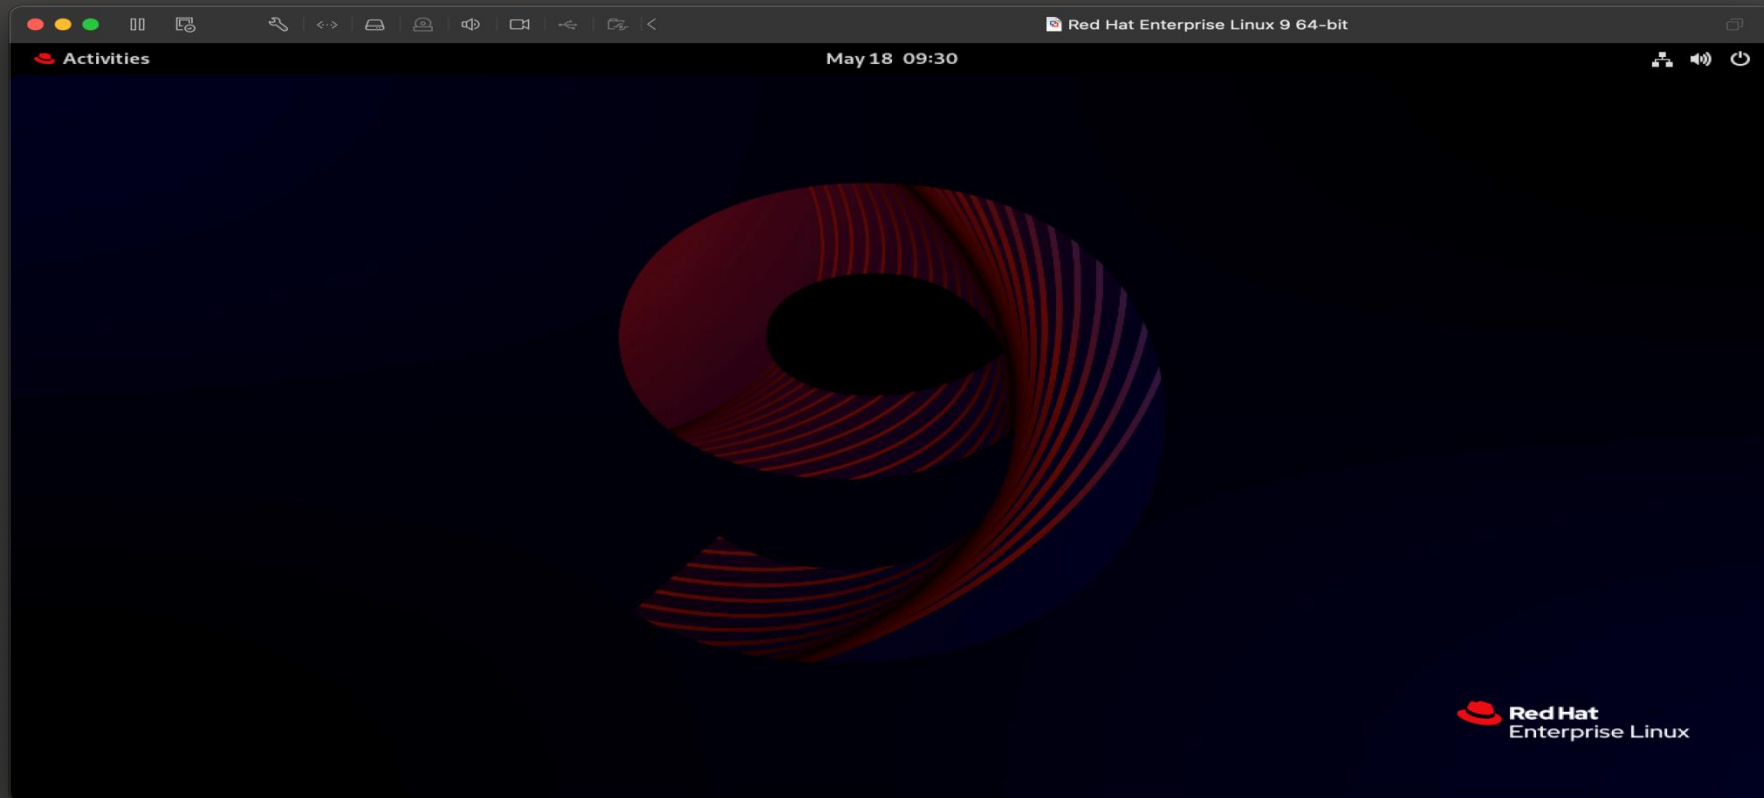 Red Hat Enterprise Linux 9 64-bit
Activities
May 18 09:30
Red Hat
Enterprise Linux